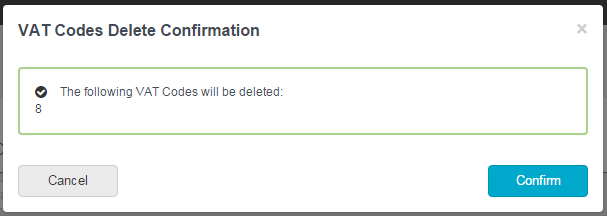 VAT Codes Delete Confirmation
×
The following VAT Codes will be deleted:
8
Cancel
Confirm